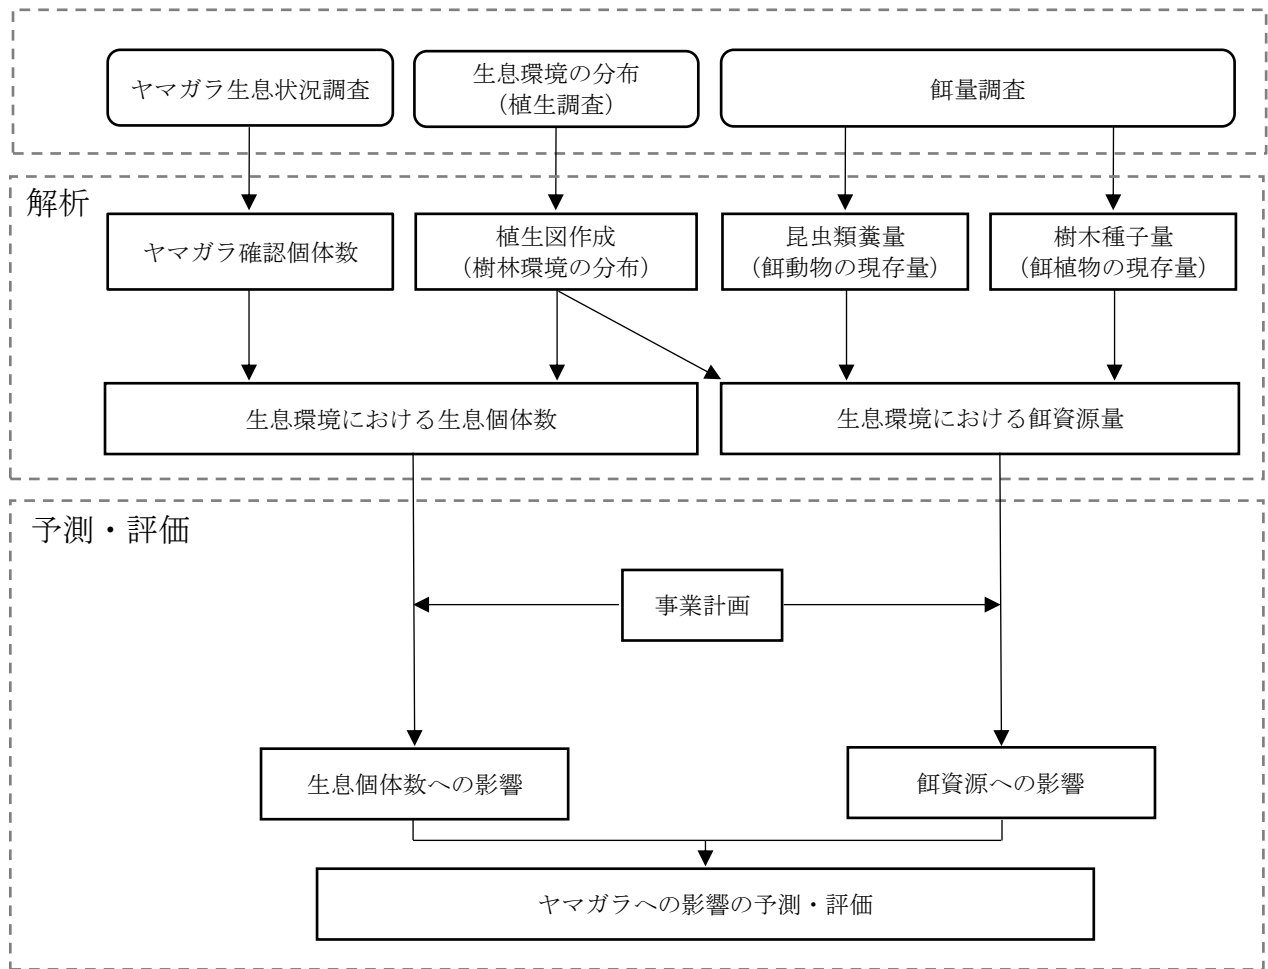 ヤマガラ生息状況調査
生息環境の分布
（植生調査）
餌量調査
解析
ヤマガラ確認個体数
植生図作成
（樹林環境の分布）
昆虫類糞量
（餌動物の現存量）
樹木種子量
（餌植物の現存量）
生息環境における生息個体数
生息環境における餌資源量
予測・評価
事業計画
生息個体数への影響
餌資源への影響
ヤマガラへの影響の予測・評価